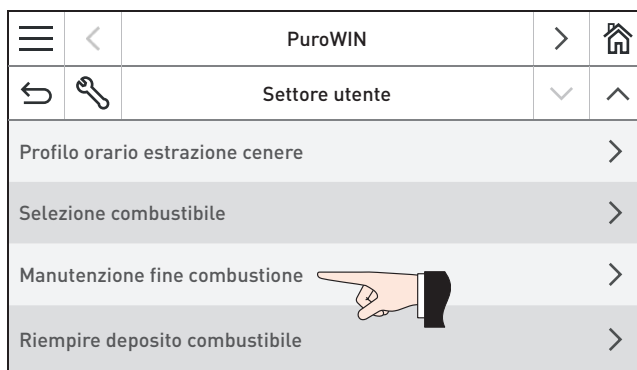 PuroWIN
Settore utente
Profilo orario estrazione cenere
Selezione combustibile
Manutenzione fine combustione
Riempire deposito combustibile